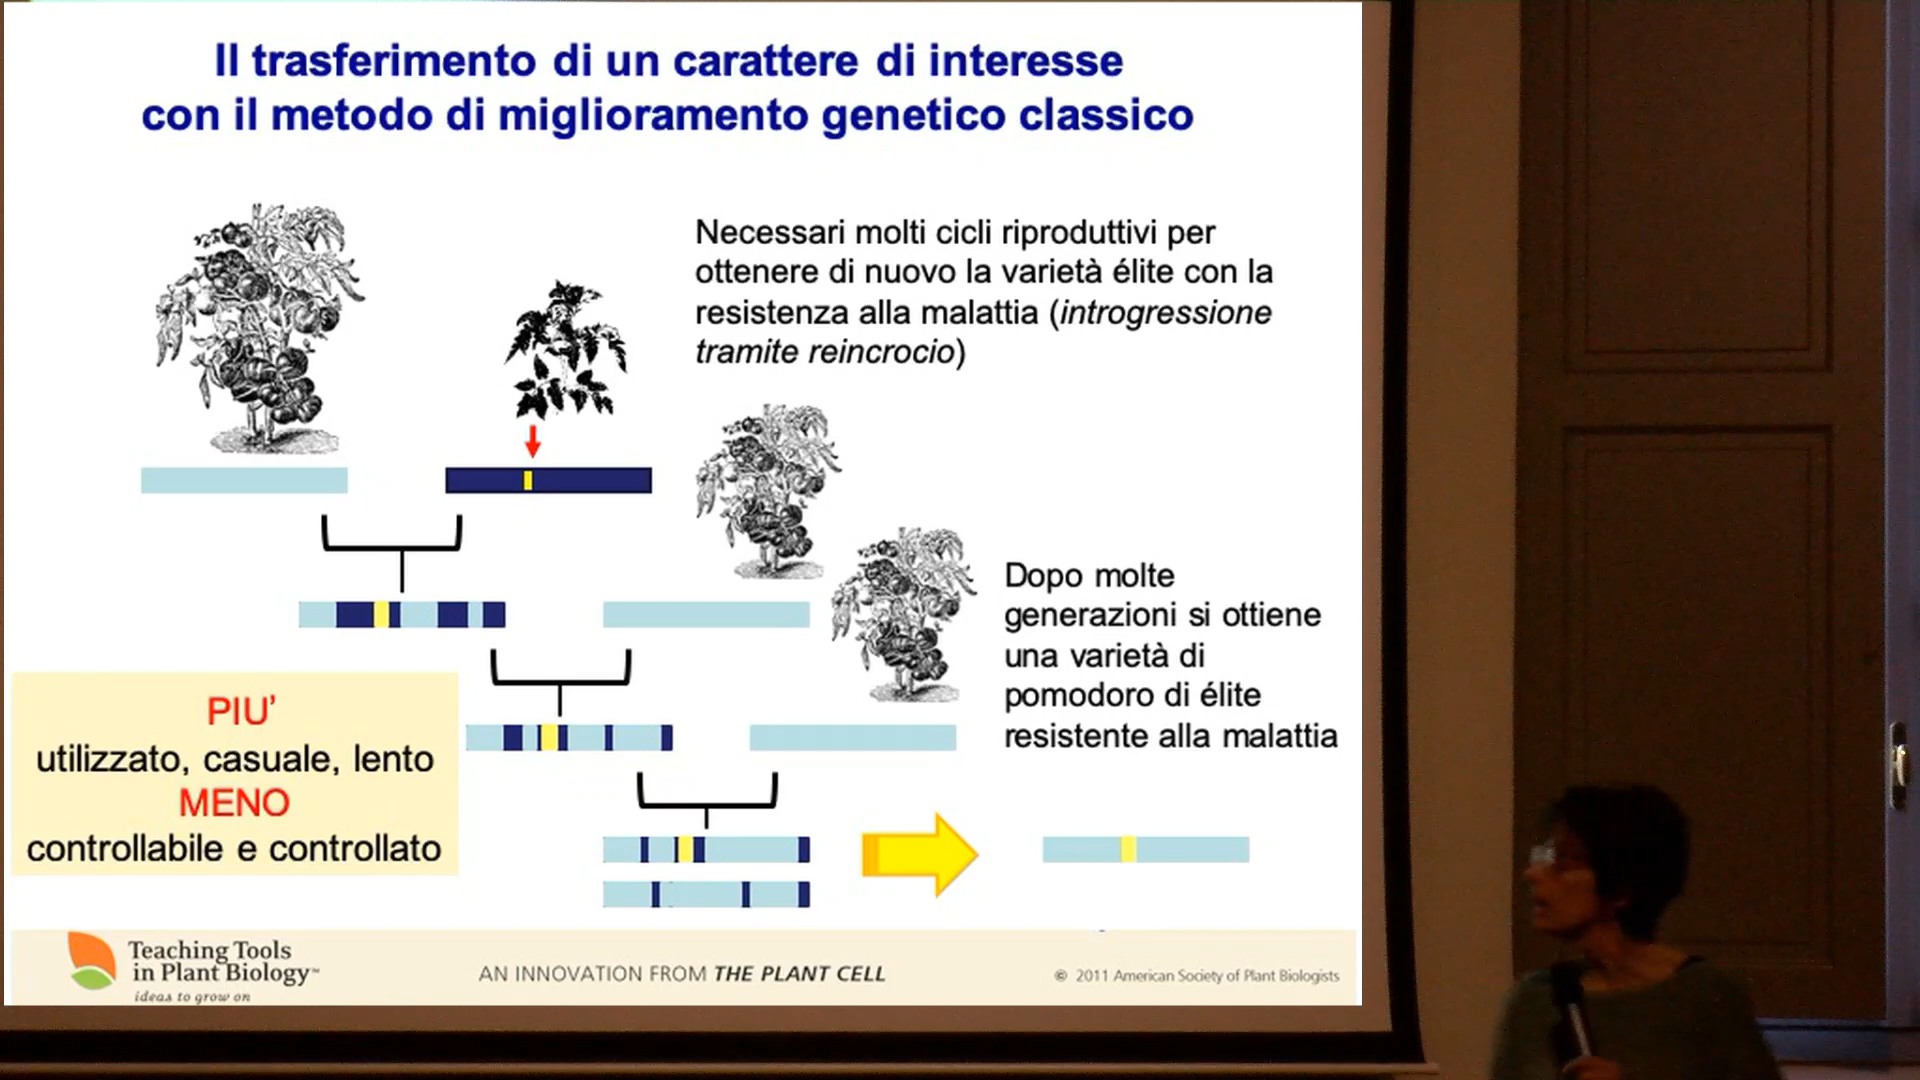 Il trasferimento di un carattere di interesse
con il metodo di miglioramento genetico classico
Necessari molti cicli riproduttivi per
ottenere di nuovo la varietà élite con la
resistenza alla malattia (introgressione
tramite reincrocio)
Dopo molte
generazioni si ottiene
una varietà di
pomodoro di élite
resistente alla malattia
PIU’
utilizzato, casuale, lento
MENO
controllabile e controllato
Teaching Tools
in Plant Biology™
ideas to grow on
AN INNOVATION FROM THE PLANT CELL
© 2011 American Society of Plant Biologists